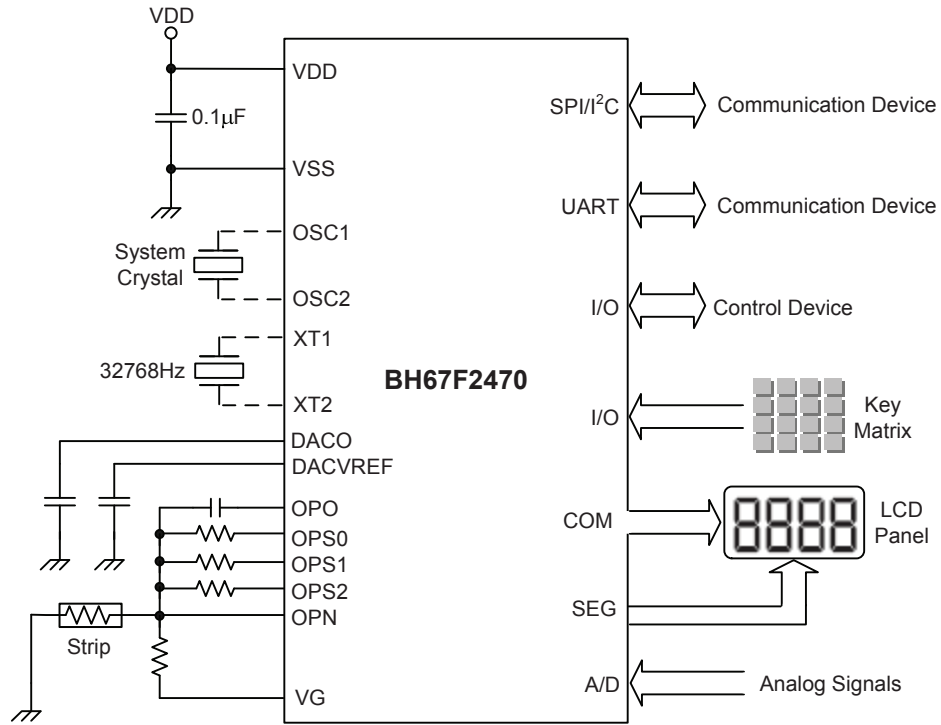 VDD
VDD
0.1µF
VSS
OSC1
System
Crystal
OSC2
XT1
32768Hz
XT2
DACO
DACVREF
OPO
OPS0
OPS1
OPS2
OPN
Strip
VG
BH67F2470
SPI/I²C
Communication Device
UART
Communication Device
I/O
Control Device
I/O
Key
Matrix
COM
8888
LCD
Panel
SEG
A/D
Analog Signals